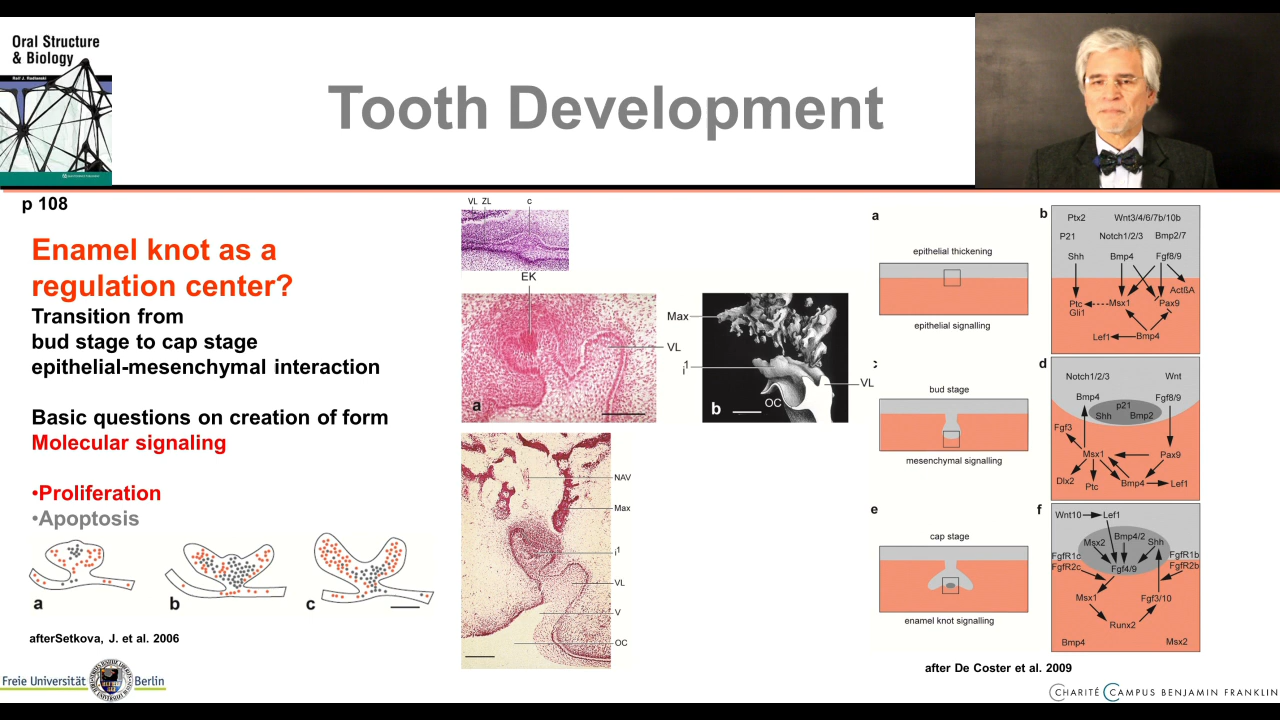 Oral Structure
& Biology
Ralf J. Radlanski
Tooth Development
p 108
Enamel knot as a
regulation center?
Transition from
bud stage to cap stage
epithelial-mesenchymal interaction
Basic questions on creation of form
Molecular signaling
•Proliferation
•Apoptosis
a
b
c
afterSetkova, J. et al. 2006
Freie Universität
Berlin
VL ZL c
EK
a
VL
Max
i1
b
OC
VL
NAV
Max
i1
VL
V
OC
a
epithelial thickening
epithelial signalling
b
Ptx2 Wnt3/4/6/7b/10b
P21 Notch1/2/3 Bmp2/7
Shh Bmp4 Fgf8/9
ActßA
Ptc Msx1 Pax9
Gli1
Lef1 Bmp4
c
bud stage
mesenchymal signalling
d
Notch1/2/3 Wnt
Bmp4 Fgf8/9
p21
Shh Bmp2
Fgf3
Msx1 Pax9
Dlx2 Ptc Bmp4 Lef1
e
cap stage
enamel knot signalling
f
Wnt10 Lef1
Msx2 Bmp4/2 Shh
FgfR1c FgfR1b
FgfR2c Fgf4/9 FgfR2b
Msx1 Fgf3/10
Runx2
Bmp4 Msx2
after De Coster et al. 2009
CHARITÉ CAMPUS BENJAMIN FRANKLIN